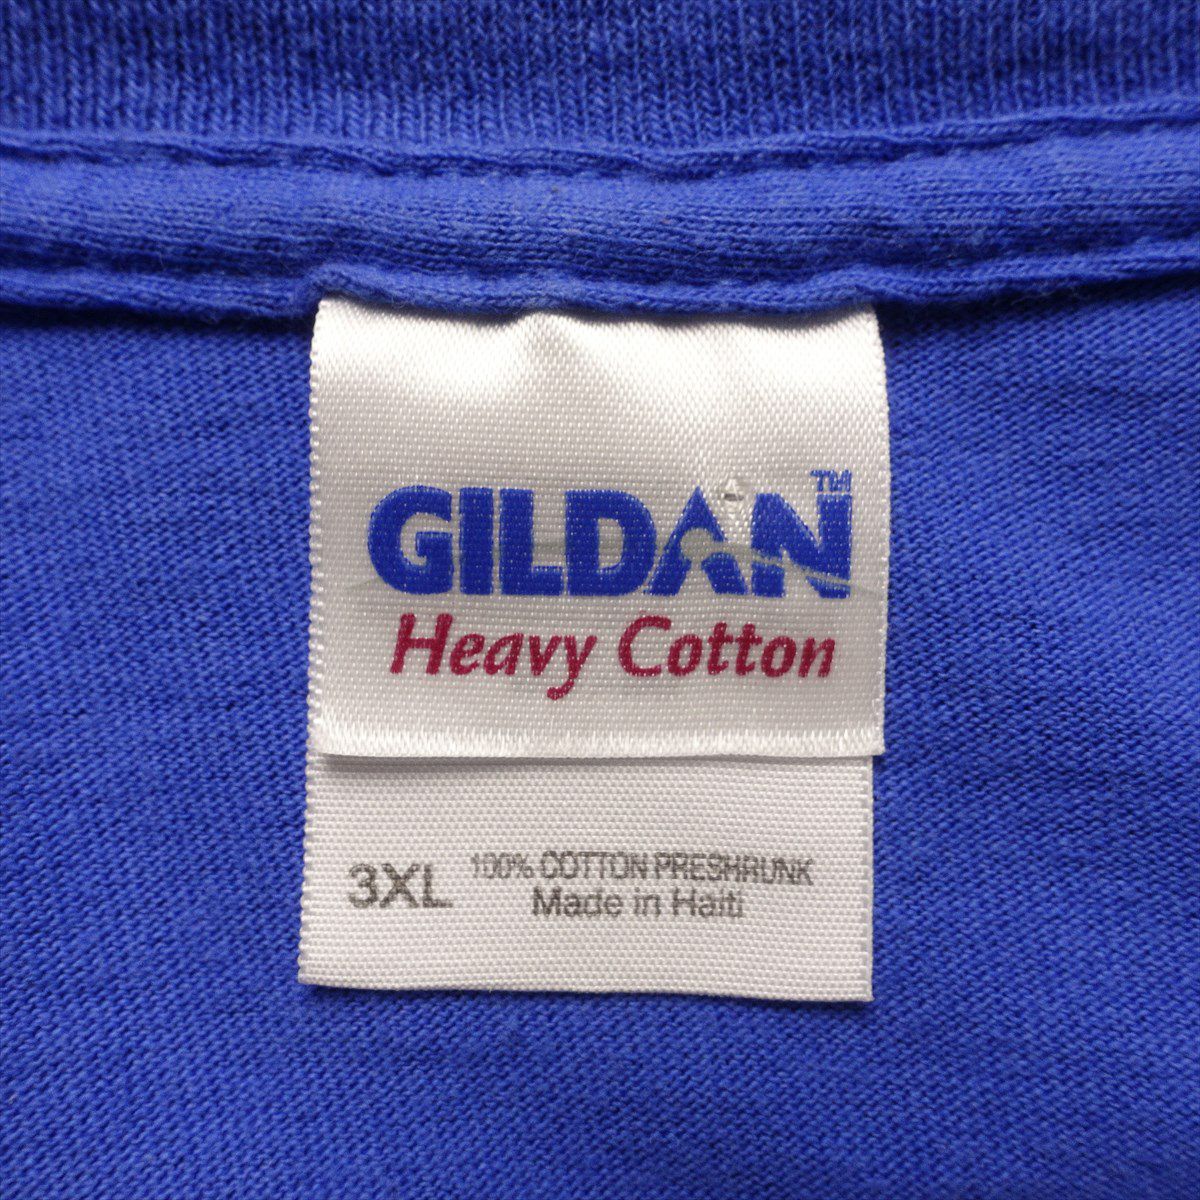 GILDAN™
Heavy Cotton
3XL
100% COTTON PRESHRUNK
Made in Haiti